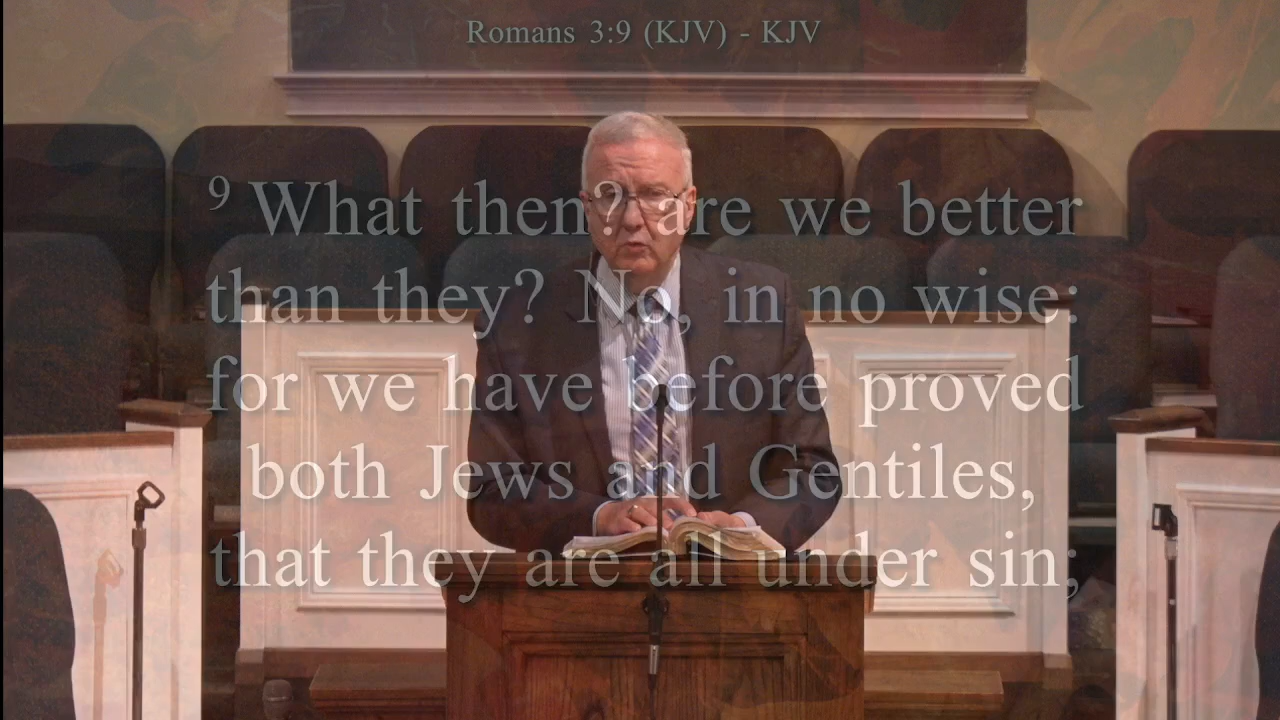 Romans 3:9 (KJV) - KJV
9 What then? are we better
than they? No, in no wise:
for we have before proved
both Jews and Gentiles,
that they are all under sin;